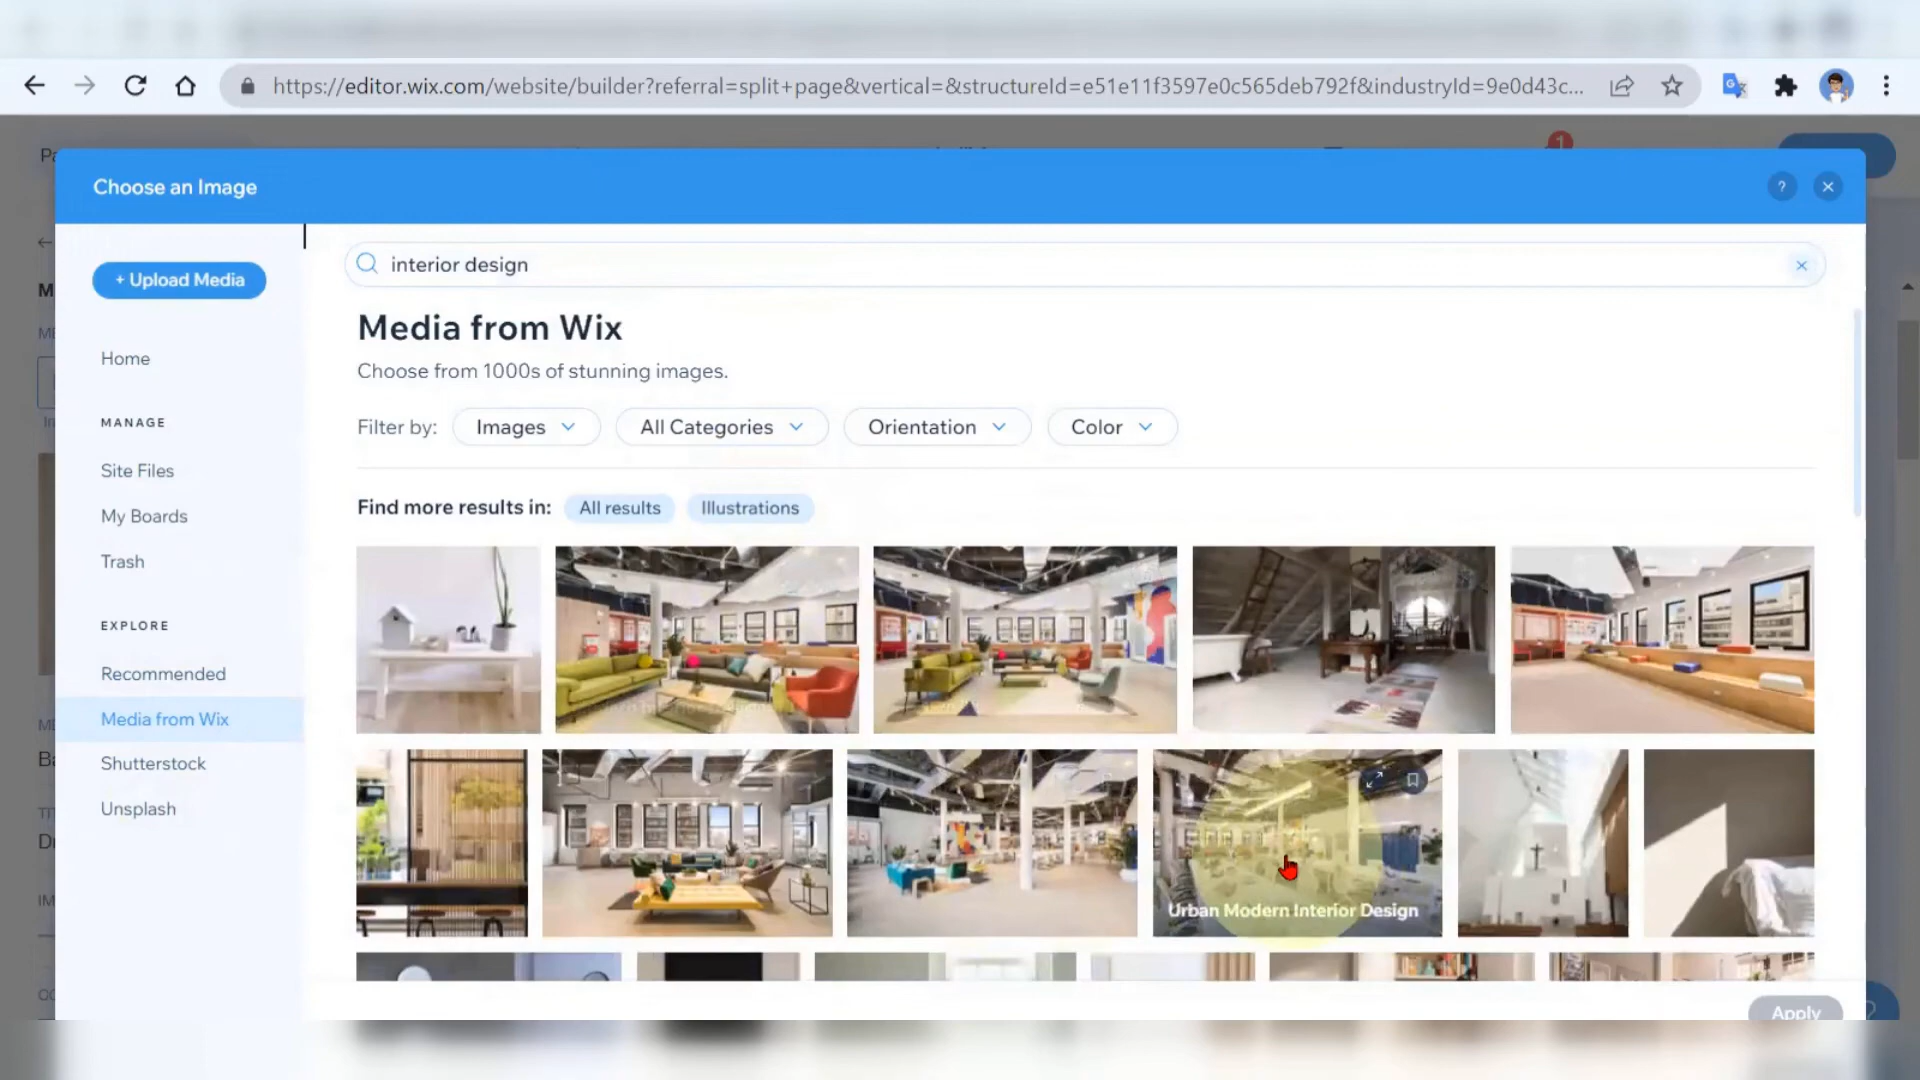 https://editor.wix.com/website/builder?referral=split+page&vertical=&structureId=e51e11f3597e0c565deb792f&industryId=9e0d43c...
1
Choose an Image
?
+ Upload Media
interior design
Media from Wix
Choose from 1000s of stunning images.
Home
MANAGE
Filter by: Images All Categories Orientation Color
Site Files
Find more results in: All results Illustrations
My Boards
Trash
EXPLORE
Recommended
Media from Wix
Shutterstock
Unsplash
Urban Modern Interior Design
Apply